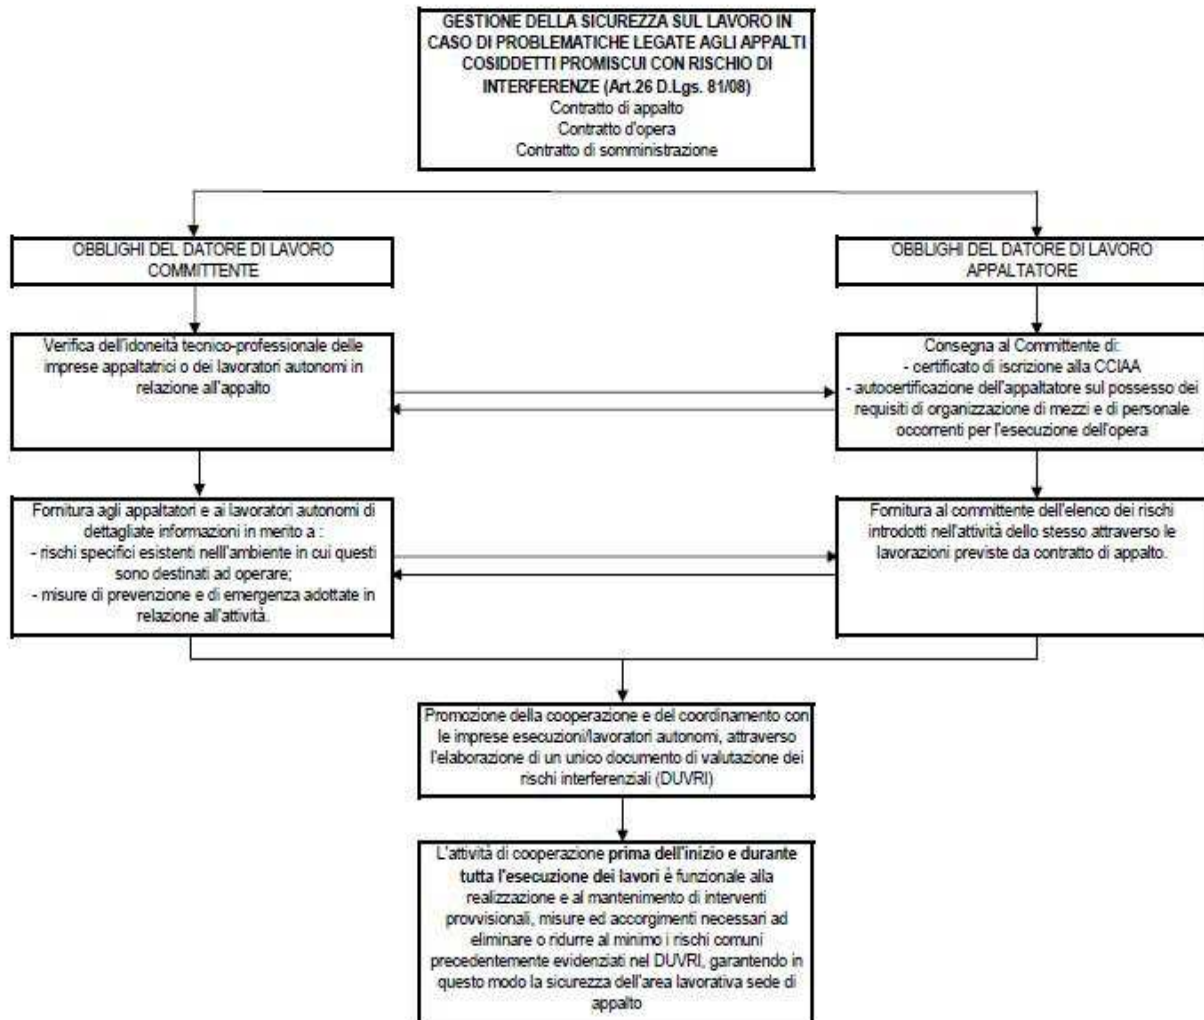 GESTIONE DELLA SICUREZZA SUL LAVORO IN
CASO DI PROBLEMATICHE LEGATE AGLI APPALTI
COSIDDETTI PROMISCUI CON RISCHIO DI
INTERFERENZE (Art.26 D.Lgs. 81/08)
Contratto di appalto
Contratto d'opera
Contratto di somministrazione
OBBLIGHI DEL DATORE DI LAVORO
COMMITTENTE
OBBLIGHI DEL DATORE DI LAVORO
APPALTATORE
Verifica dell'idoneità tecnico-professionale delle
imprese appaltatrici o dei lavoratori autonomi in
relazione all'appalto
Consegna al Committente di:
- certificato di iscrizione alla CCIAA
- autocertificazione dell'appaltatore sul possesso dei
requisiti di organizzazione di mezzi e di personale
occorrenti per l'esecuzione dell'opera
Fornitura agli appaltatori e ai lavoratori autonomi di
dettagliate informazioni in merito a :
- rischi specifici esistenti nell'ambiente in cui questi
sono destinati ad operare;
- misure di prevenzione e di emergenza adottate in
relazione all'attività.
Fornitura al committente dell'elenco dei rischi
introdotti nell'attività dello stesso attraverso le
lavorazioni previste da contratto di appalto.
Promozione della cooperazione e del coordinamento con
le imprese esecuzioni/lavoratori autonomi, attraverso
l'elaborazione di un unico documento di valutazione dei
rischi interferenziali (DUVRI)
L'attività di cooperazione prima dell'inizio e durante
tutta l'esecuzione dei lavori è funzionale alla
realizzazione e al mantenimento di interventi
provvisionali, misure ed accorgimenti necessari ad
eliminare o ridurre al minimo i rischi comuni
precedentemente evidenziati nel DUVRI, garantendo in
questo modo la sicurezza dell'area lavorativa sede di
appalto